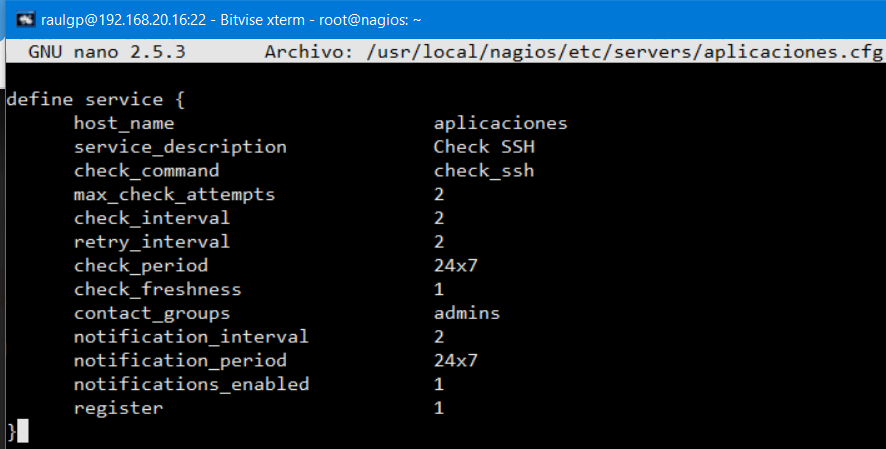 raulgp@192.168.20.16:22 - Bitvise xterm - root@nagios: ~
GNU nano 2.5.3 Archivo: /usr/local/nagios/etc/servers/aplicaciones.cfg
define service {
host_name aplicaciones
service_description Check SSH
check_command check_ssh
max_check_attempts 2
check_interval 2
retry_interval 2
check_period 24x7
check_freshness 1
contact_groups admins
notification_interval 2
notification_period 24x7
notifications_enabled 1
register 1
}